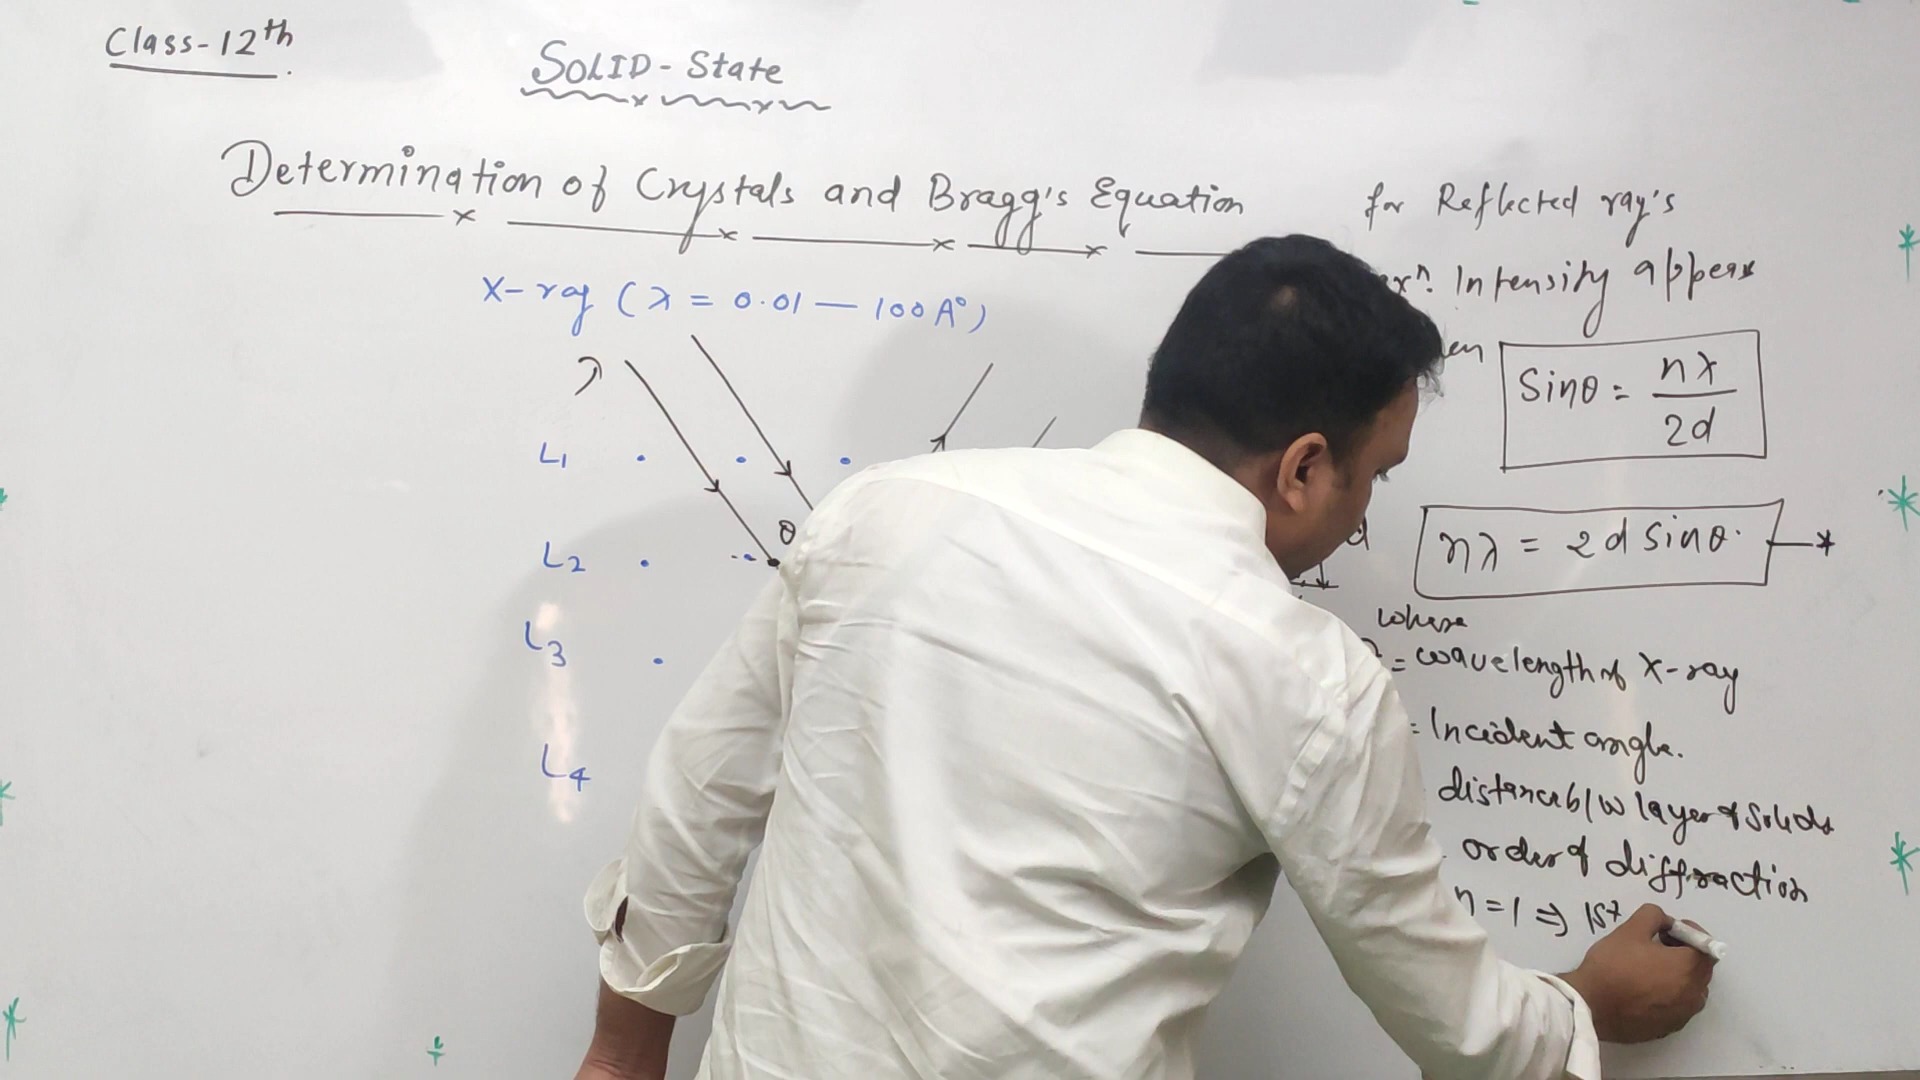 Class-12th
SOLID-State
Determination of Crystals and Bragg's Equation
X-ray (λ = 0.01 — 100 A°)
λ
L1
L2
θ
L3
L4
d
for Reflected ray's
Intensity appears
Sinθ = nλ/2d
nλ = 2d Sinθ
where
= wavelength of X-ray
= Incident angle.
distance b/w layer of Solids
order of diffraction
n = 1 ⇒ 1st